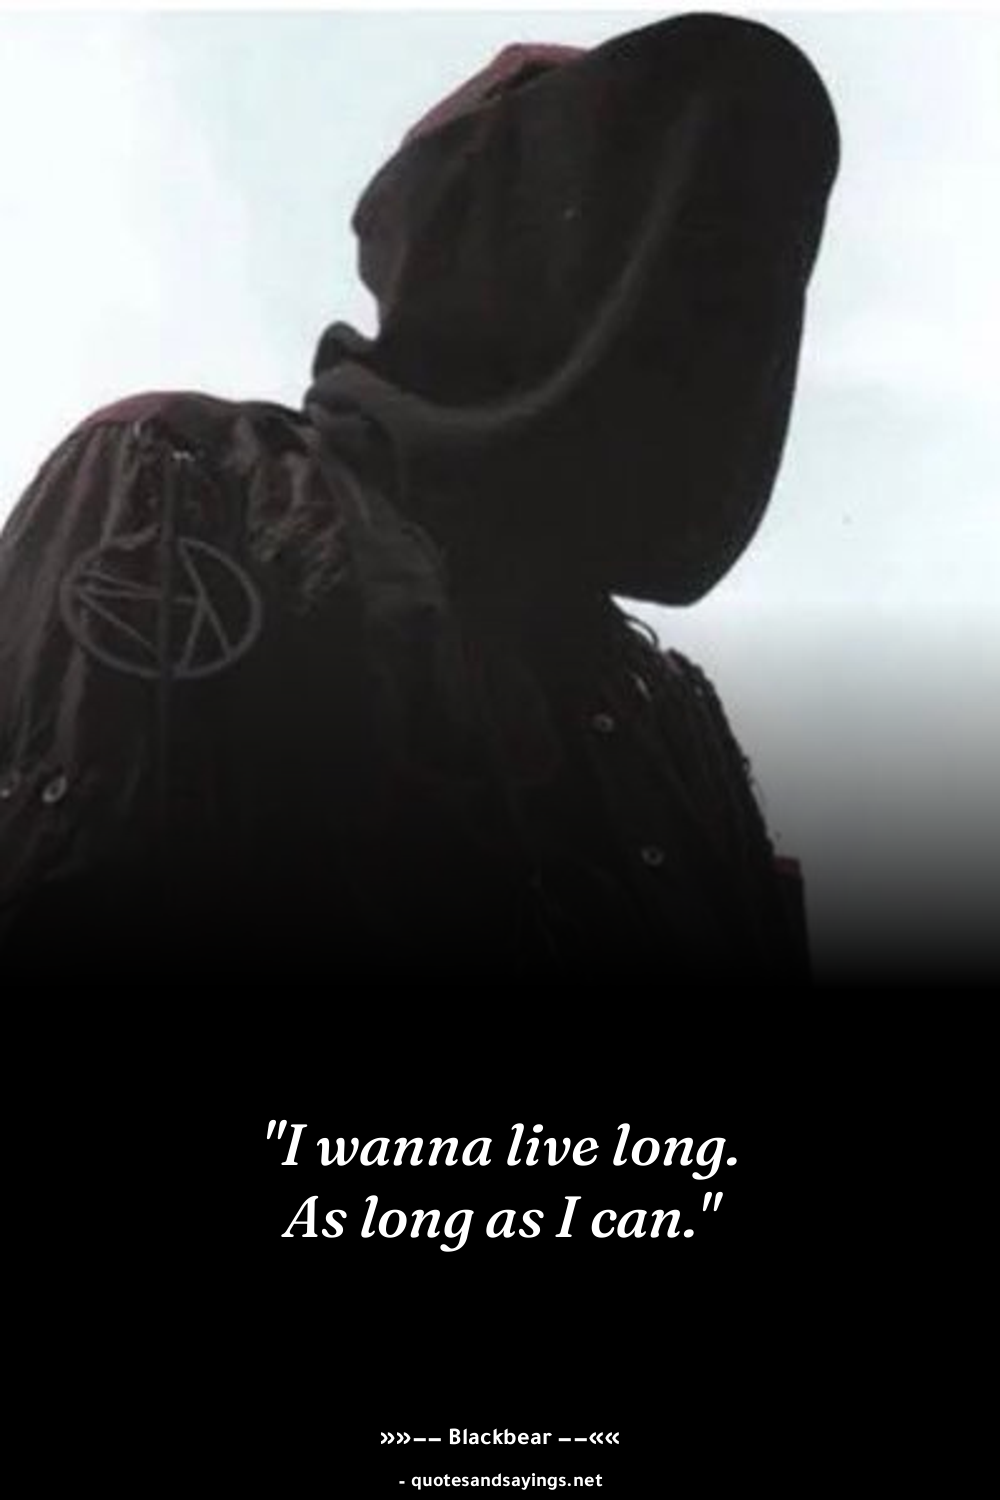 "I wanna live long.
As long as I can."
»»–– Blackbear ––««
- quotesandsayings.net